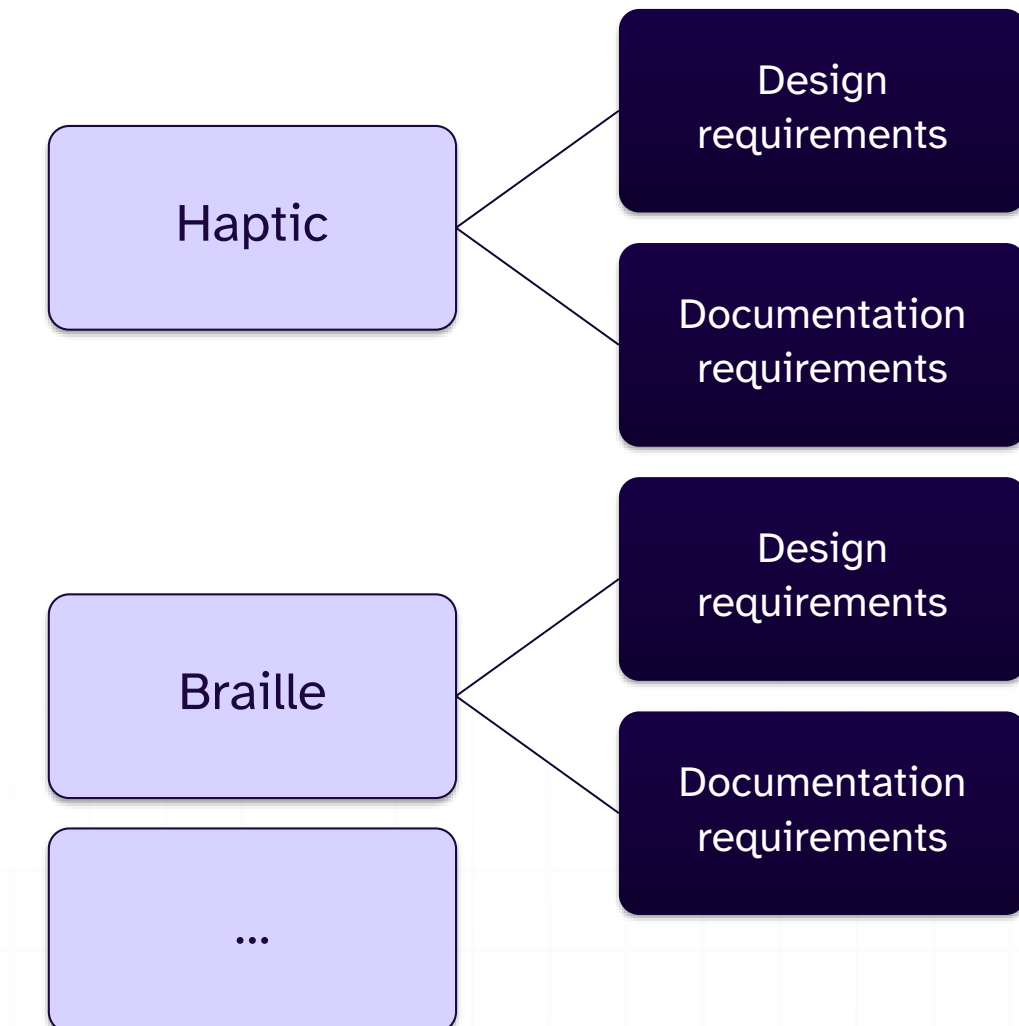 Haptic
Design
requirements
Documentation
requirements
Braille
Design
requirements
Documentation
requirements
...